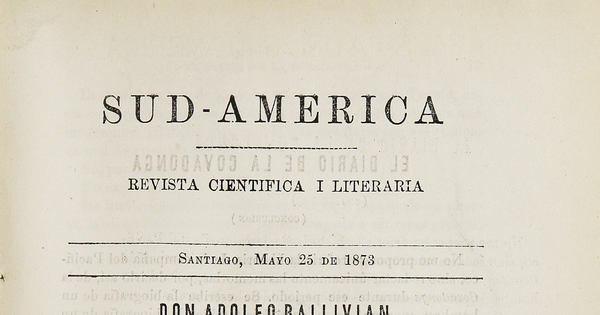 SUD-AMERICA
REVISTA CIENTIFICA I LITERARIA
SANTIAGO, MAYO 25 DE 1873
DON ADOLFO BALLIVIAN